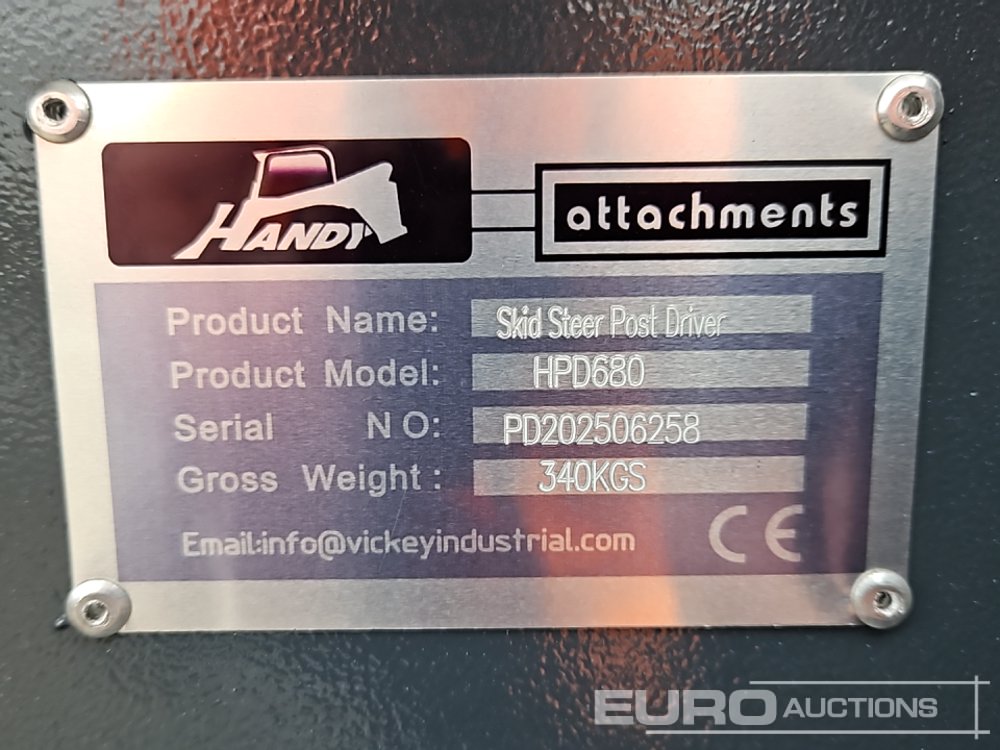 HANDY attachments
Product Name: Skid Steer Post Driver
Product Model: HPD680
Serial NO: PD202506258
Gross Weight: 340KGS
Email:info@vickeyindustrial.com CE
EURO AUCTIONS